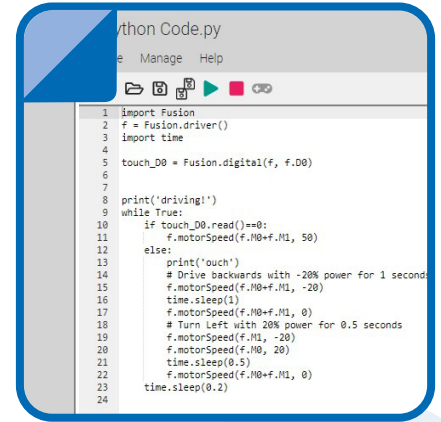 thon Code.py
e Manage Help
1 import Fusion
2 f = Fusion.driver()
3 import time
4
5 touch_D0 = Fusion.digital(f, f.D0)
6
7
8 print('driving!')
9 while True:
10 if touch_D0.read()==0:
11 f.motorSpeed(f.M0+f.M1, 50)
12 else:
13 print('ouch')
14 # Drive backwards with -20% power for 1 seconds
15 f.motorSpeed(f.M0+f.M1, -20)
16 time.sleep(1)
17 f.motorSpeed(f.M0+f.M1, 0)
18 # Turn Left with 20% power for 0.5 seconds
19 f.motorSpeed(f.M1, -20)
20 f.motorSpeed(f.M0, 20)
21 time.sleep(0.5)
22 f.motorSpeed(f.M0+f.M1, 0)
23 time.sleep(0.2)
24